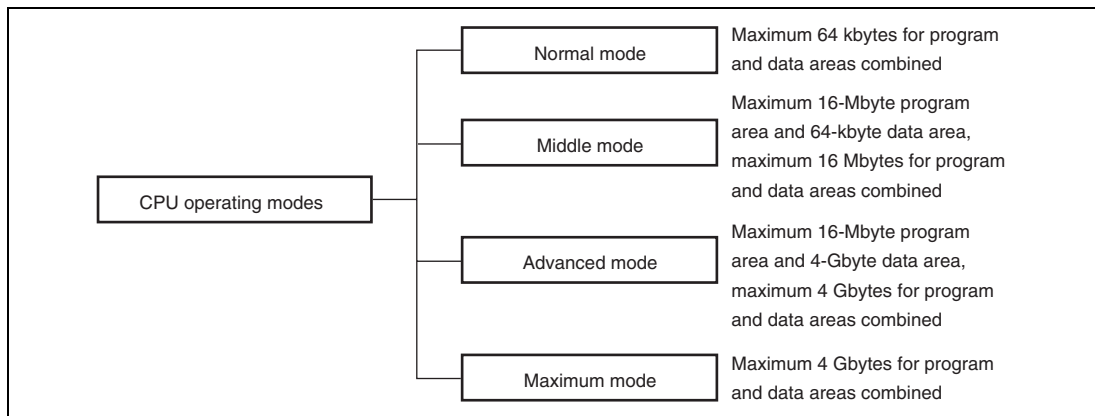 CPU operating modes
Normal mode
Maximum 64 kbytes for program
and data areas combined
Middle mode
Maximum 16-Mbyte program
area and 64-kbyte data area,
maximum 16 Mbytes for program
and data areas combined
Advanced mode
Maximum 16-Mbyte program
area and 4-Gbyte data area,
maximum 4 Gbytes for program
and data areas combined
Maximum mode
Maximum 4 Gbytes for program
and data areas combined